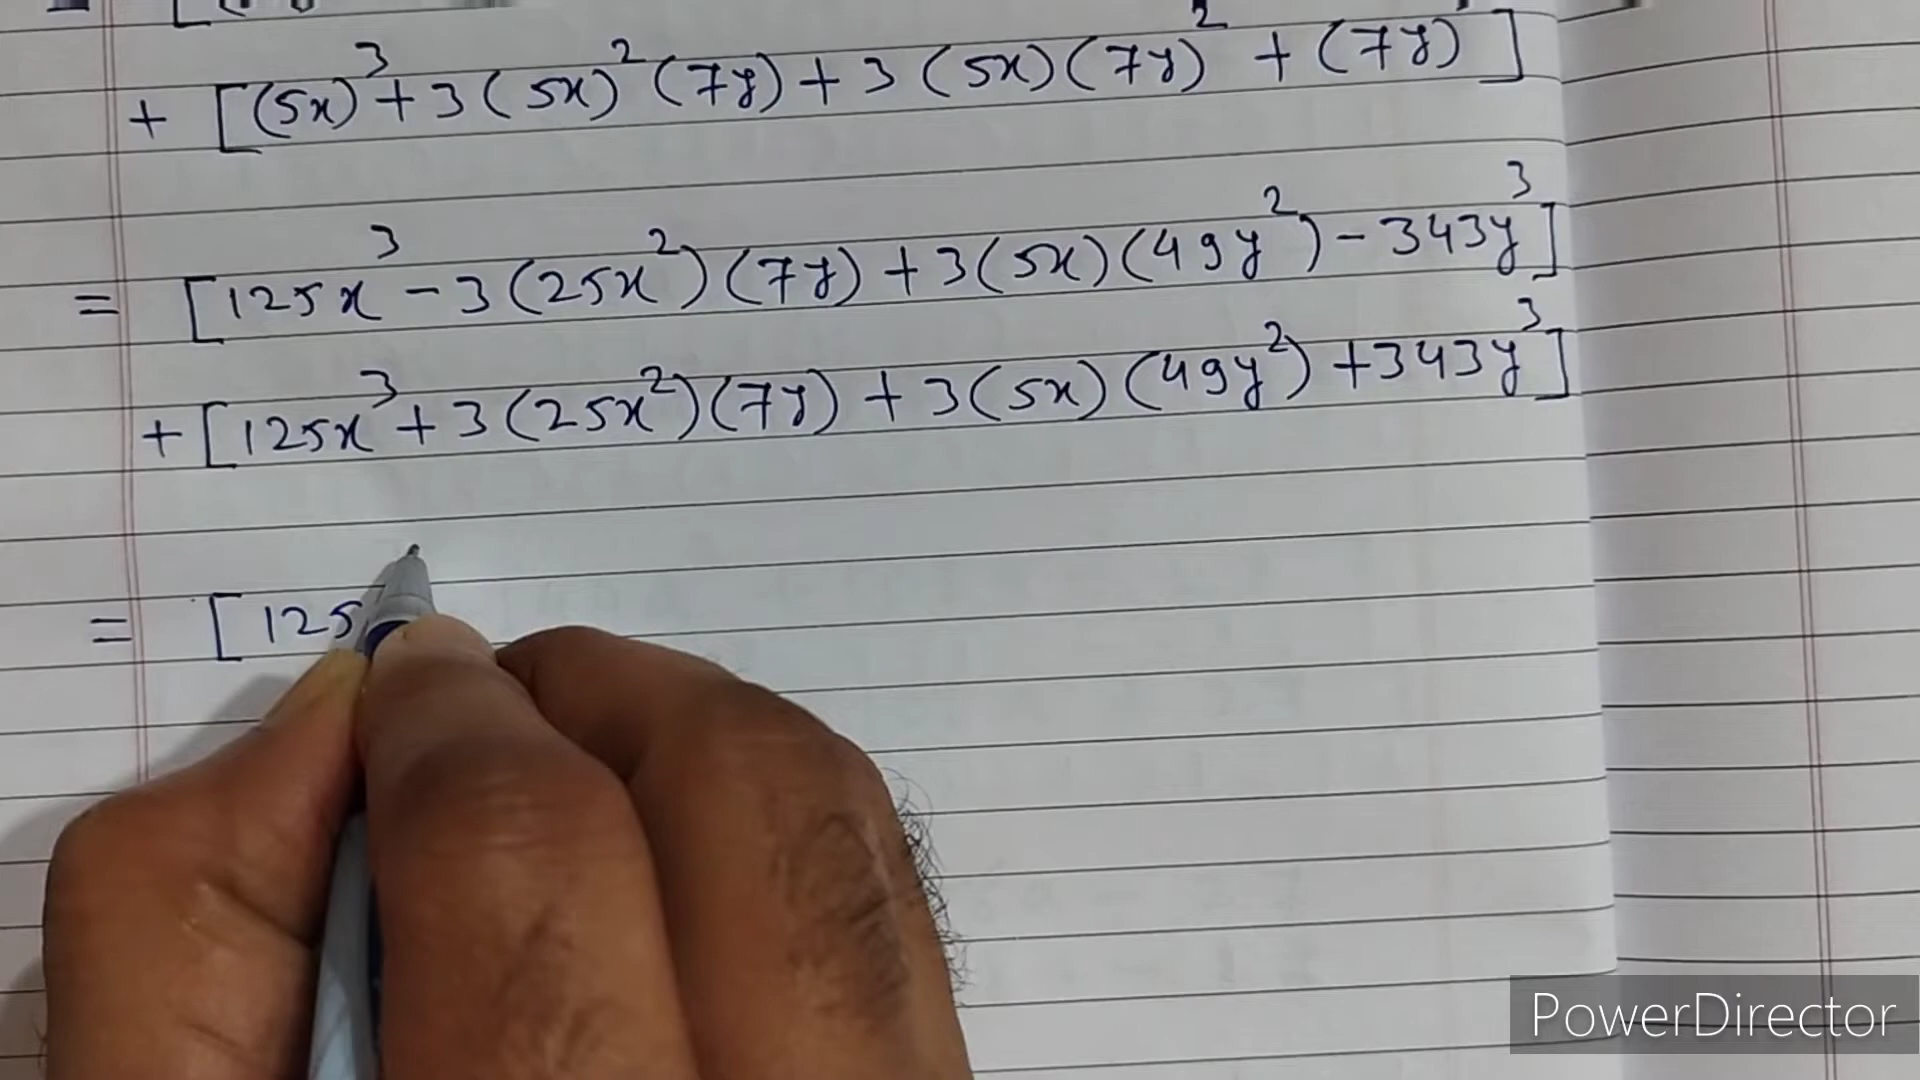 + [(5x)³ + 3(5x)²(7y) + 3(5x)(7y)² + (7y) ]
= [125x³ - 3(25x²)(7y) + 3(5x)(49y²) - 343y³]
+ [125x³ + 3(25x²)(7y) + 3(5x)(49y²) + 343y³]
= [125
PowerDirector